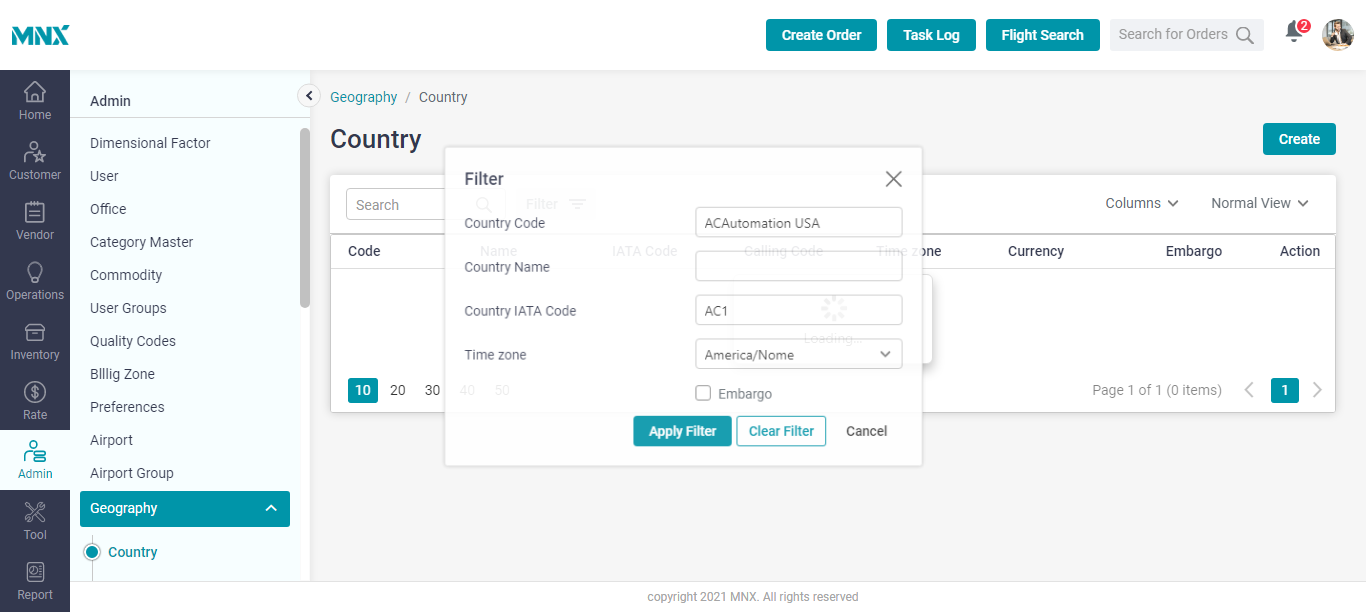 MNX
Create Order
Task Log
Flight Search
Search for Orders
2
Home
Customer
Vendor
Operations
Inventory
Rate
Admin
Tool
Report
Admin
Dimensional Factor
User
Office
Category Master
Commodity
User Groups
Quality Codes
Blllig Zone
Preferences
Airport
Airport Group
Geography
Country
Geography / Country
Country
Create
Search
Filter
Columns
Normal View
Code Name IATA Code Calling Code Time zone Currency Embargo Action
Loading...
10 20 30 40 50
Page 1 of 1 (0 items)
1
Filter
Country Code
ACAutomation USA
Country Name
Country IATA Code
AC1
Time zone
America/Nome
Embargo
Apply Filter
Clear Filter
Cancel
copyright 2021 MNX. All rights reserved